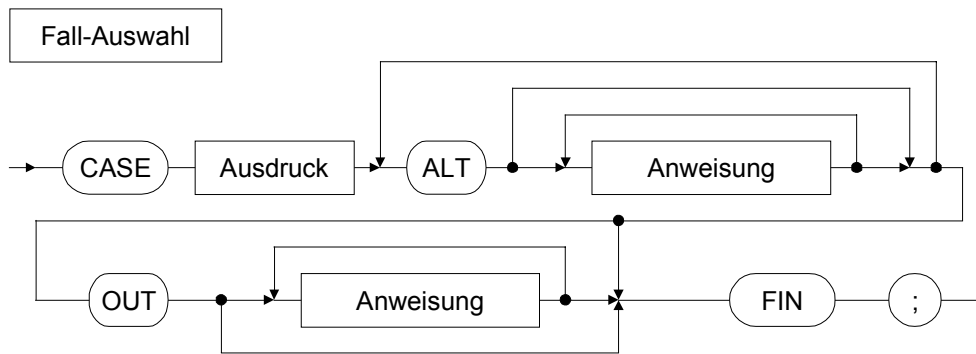 Fall-Auswahl
CASE Ausdruck ALT Anweisung
OUT Anweisung FIN ;